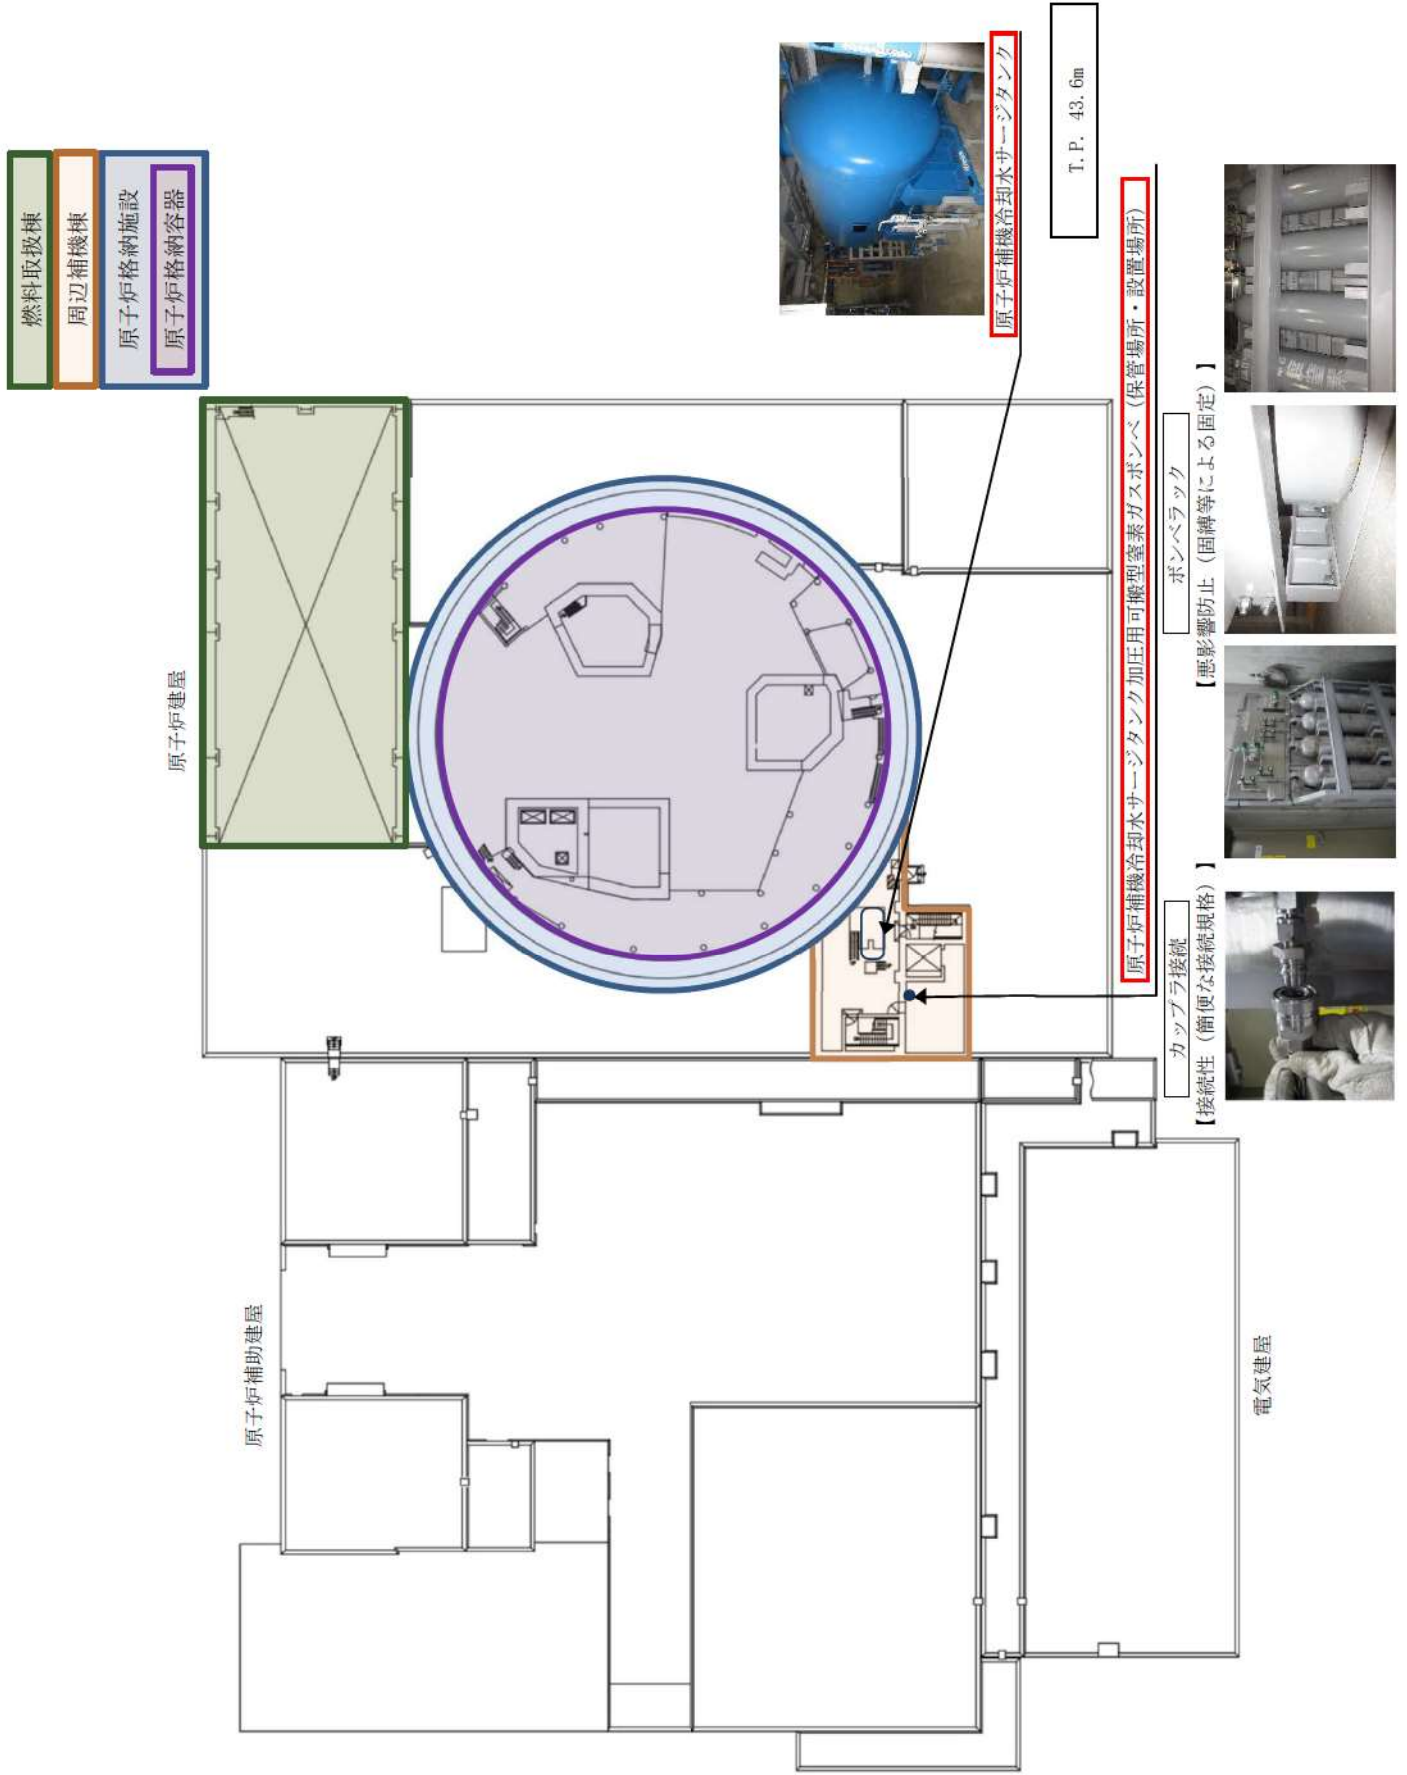 燃料取扱棟
周辺補機棟
原子炉格納施設
原子炉格納容器
原子炉建屋
原子炉補助建屋
電気建屋
原子炉補機冷却水サージタンク
T.P. 43.6m
原子炉補機冷却水サージタンク加圧用可搬型窒素ガスボンベ（保管場所・設置場所）
カップラ接続
【接続性（簡便な接続規格）】
ボンベラック
【悪影響防止（固縛等による固定）】